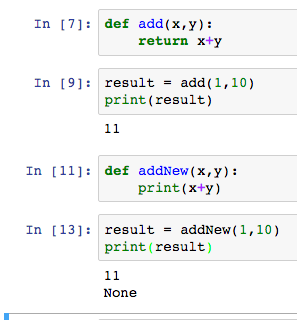 In [7]: def add(x,y):
    return x+y
In [9]: result = add(1,10)
print(result)
11
In [11]: def addNew(x,y):
    print(x+y)
In [13]: result = addNew(1,10)
print(result)
11
None